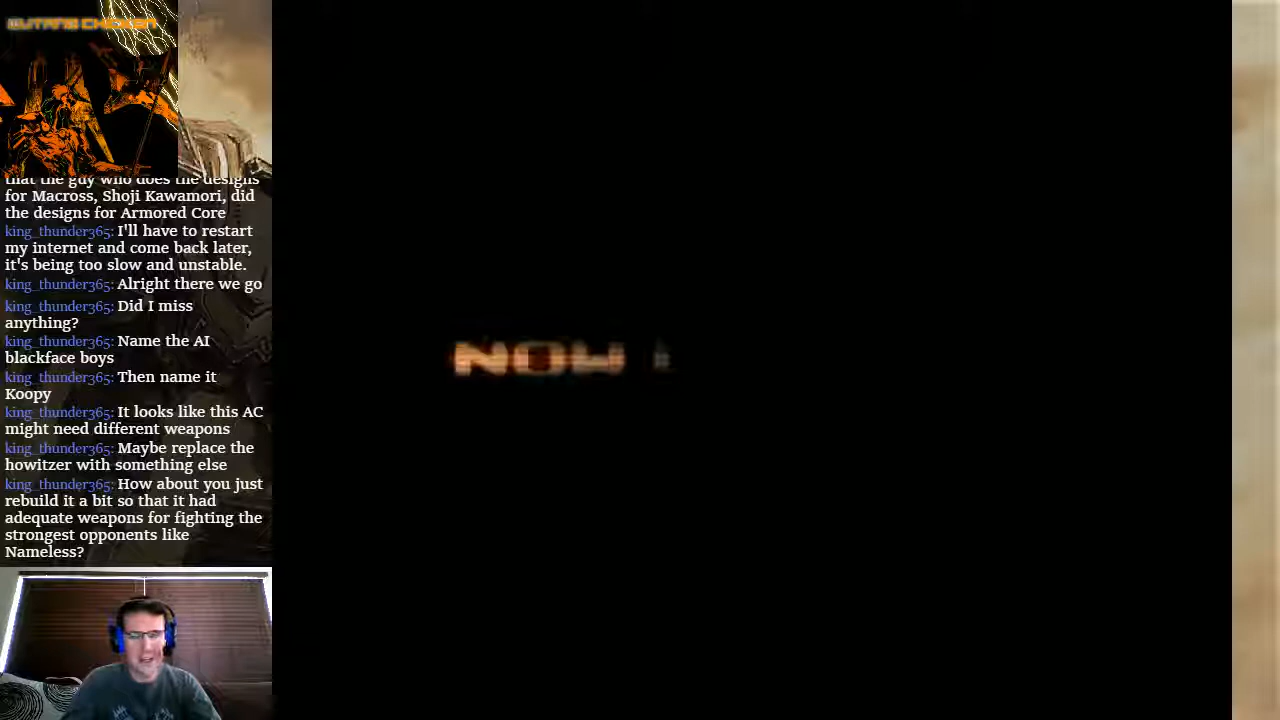 MUTANT CHICKEN
that the guy who does the designs
for Macross, Shoji Kawamori, did
the designs for Armored Core
king_thunder365: I'll have to restart
my internet and come back later,
it's being too slow and unstable.
king_thunder365: Alright there we go
king_thunder365: Did I miss
anything?
king_thunder365: Name the AI
blackface boys
king_thunder365: Then name it
Koopy
king_thunder365: It looks like this AC
might need different weapons
king_thunder365: Maybe replace the
howitzer with something else
king_thunder365: How about you just
rebuild it a bit so that it had
adequate weapons for fighting the
strongest opponents like
Nameless?
NOW